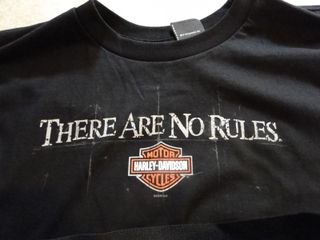 THERE ARE NO RULES.
MOTOR
HARLEY-DAVIDSON
CYCLES